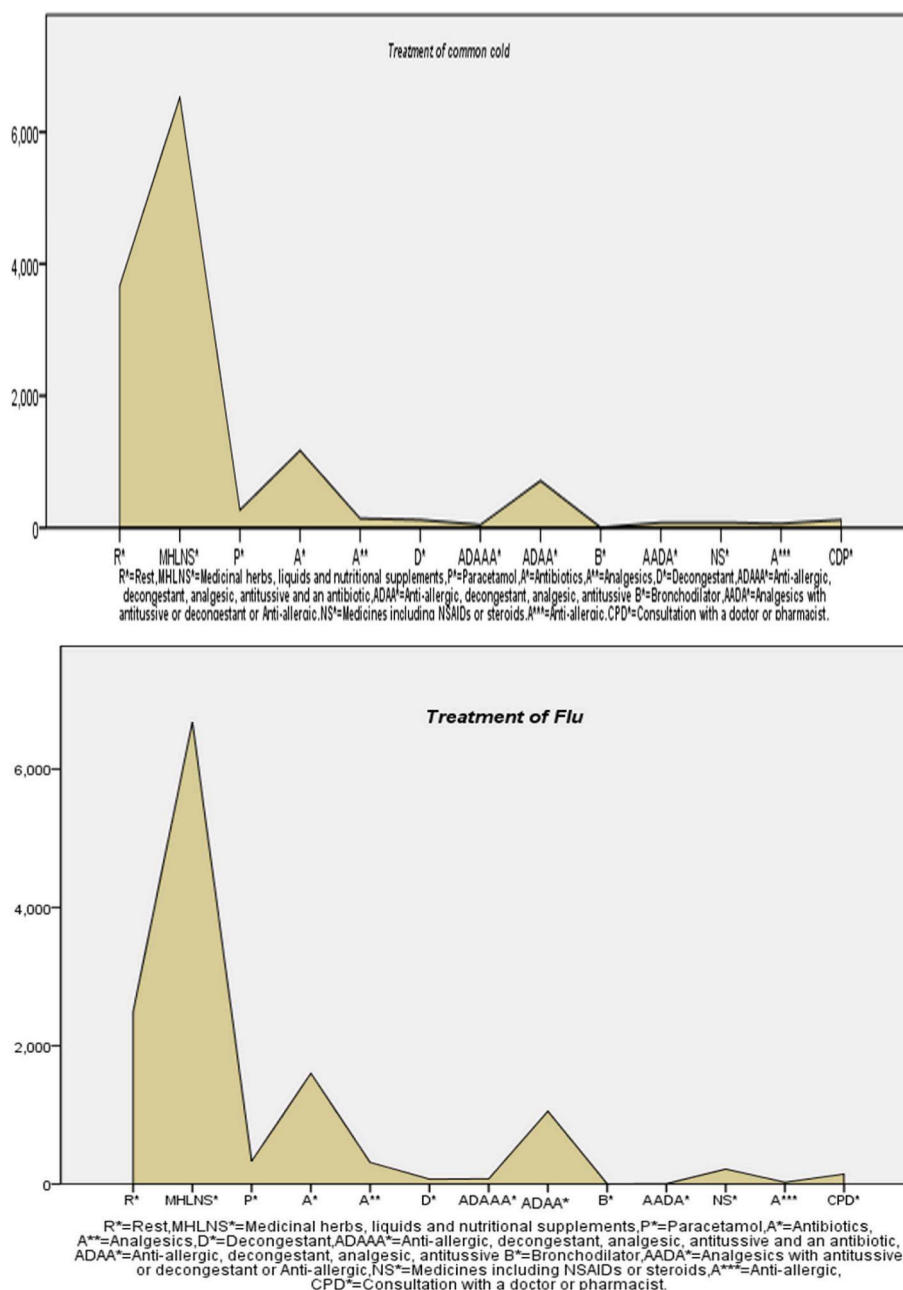 Treatment of common cold
6,000
4,000
2,000
0
R* MHLNS* P* A* A** D* ADAAA* ADAA* B* AADA* NS* A*** CDP*
R*=Rest,MHLNS*=Medicinal herbs, liquids and nutritional supplements,P*=Paracetamol,A*=Antibiotics,A**=Analgesics,D*=Decongestant,ADAAA*=Anti-allergic,
decongestant, analgesic, antitussive and an antibiotic,ADAA*=Anti-allergic, decongestant, analgesic, antitussive B*=Bronchodilator,AADA*=Analgesics with
antitussive or decongestant or Anti-allergic.NS*=Medicines including NSAIDs or steroids.A***=Anti-allergic.CPD*=Consultation with a doctor or pharmacist.
Treatment of Flu
6,000
4,000
2,000
0
R* MHLNS* P* A* A** D* ADAAA* ADAA* B* AADA* NS* A*** CPD*
R*=Rest,MHLNS*=Medicinal herbs, liquids and nutritional supplements,P*=Paracetamol,A*=Antibiotics,
A**=Analgesics,D*=Decongestant,ADAAA*=Anti-allergic, decongestant, analgesic, antitussive and an antibiotic,
ADAA*=Anti-allergic, decongestant, analgesic, antitussive B*=Bronchodilator,AADA*=Analgesics with antitussive
or decongestant or Anti-allergic,NS*=Medicines including NSAIDs or steroids,A***=Anti-allergic,
CPD*=Consultation with a doctor or pharmacist.